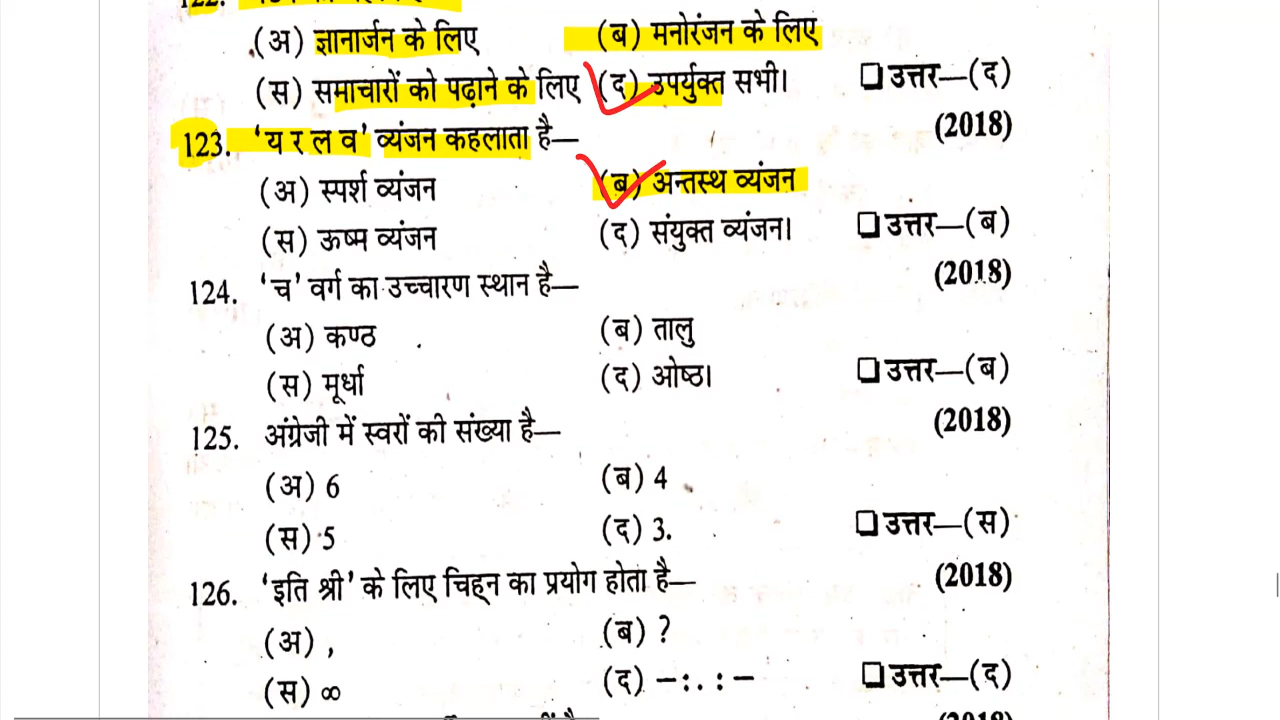 122.
(अ) ज्ञानार्जन के लिए (ब) मनोरंजन के लिए
(स) समाचारों को पढ़ाने के लिए (द) उपर्युक्त सभी। ❑ उत्तर—(द)
123. ‘य र ल व’ व्यंजन कहलाता है— (2018)
(अ) स्पर्श व्यंजन (ब) अन्तस्थ व्यंजन
(स) ऊष्म व्यंजन (द) संयुक्त व्यंजन। ❑ उत्तर—(ब)
124. ‘च’ वर्ग का उच्चारण स्थान है— (2018)
(अ) कण्ठ (ब) तालु
(स) मूर्धा (द) ओष्ठ। ❑ उत्तर—(ब)
125. अंग्रेजी में स्वरों की संख्या है— (2018)
(अ) 6 (ब) 4
(स) 5 (द) 3. ❑ उत्तर—(स)
126. ‘इति श्री’ के लिए चिह्न का प्रयोग होता है— (2018)
(अ) , (ब) ?
(स) ∞ (द) –:. :– ❑ उत्तर—(द)